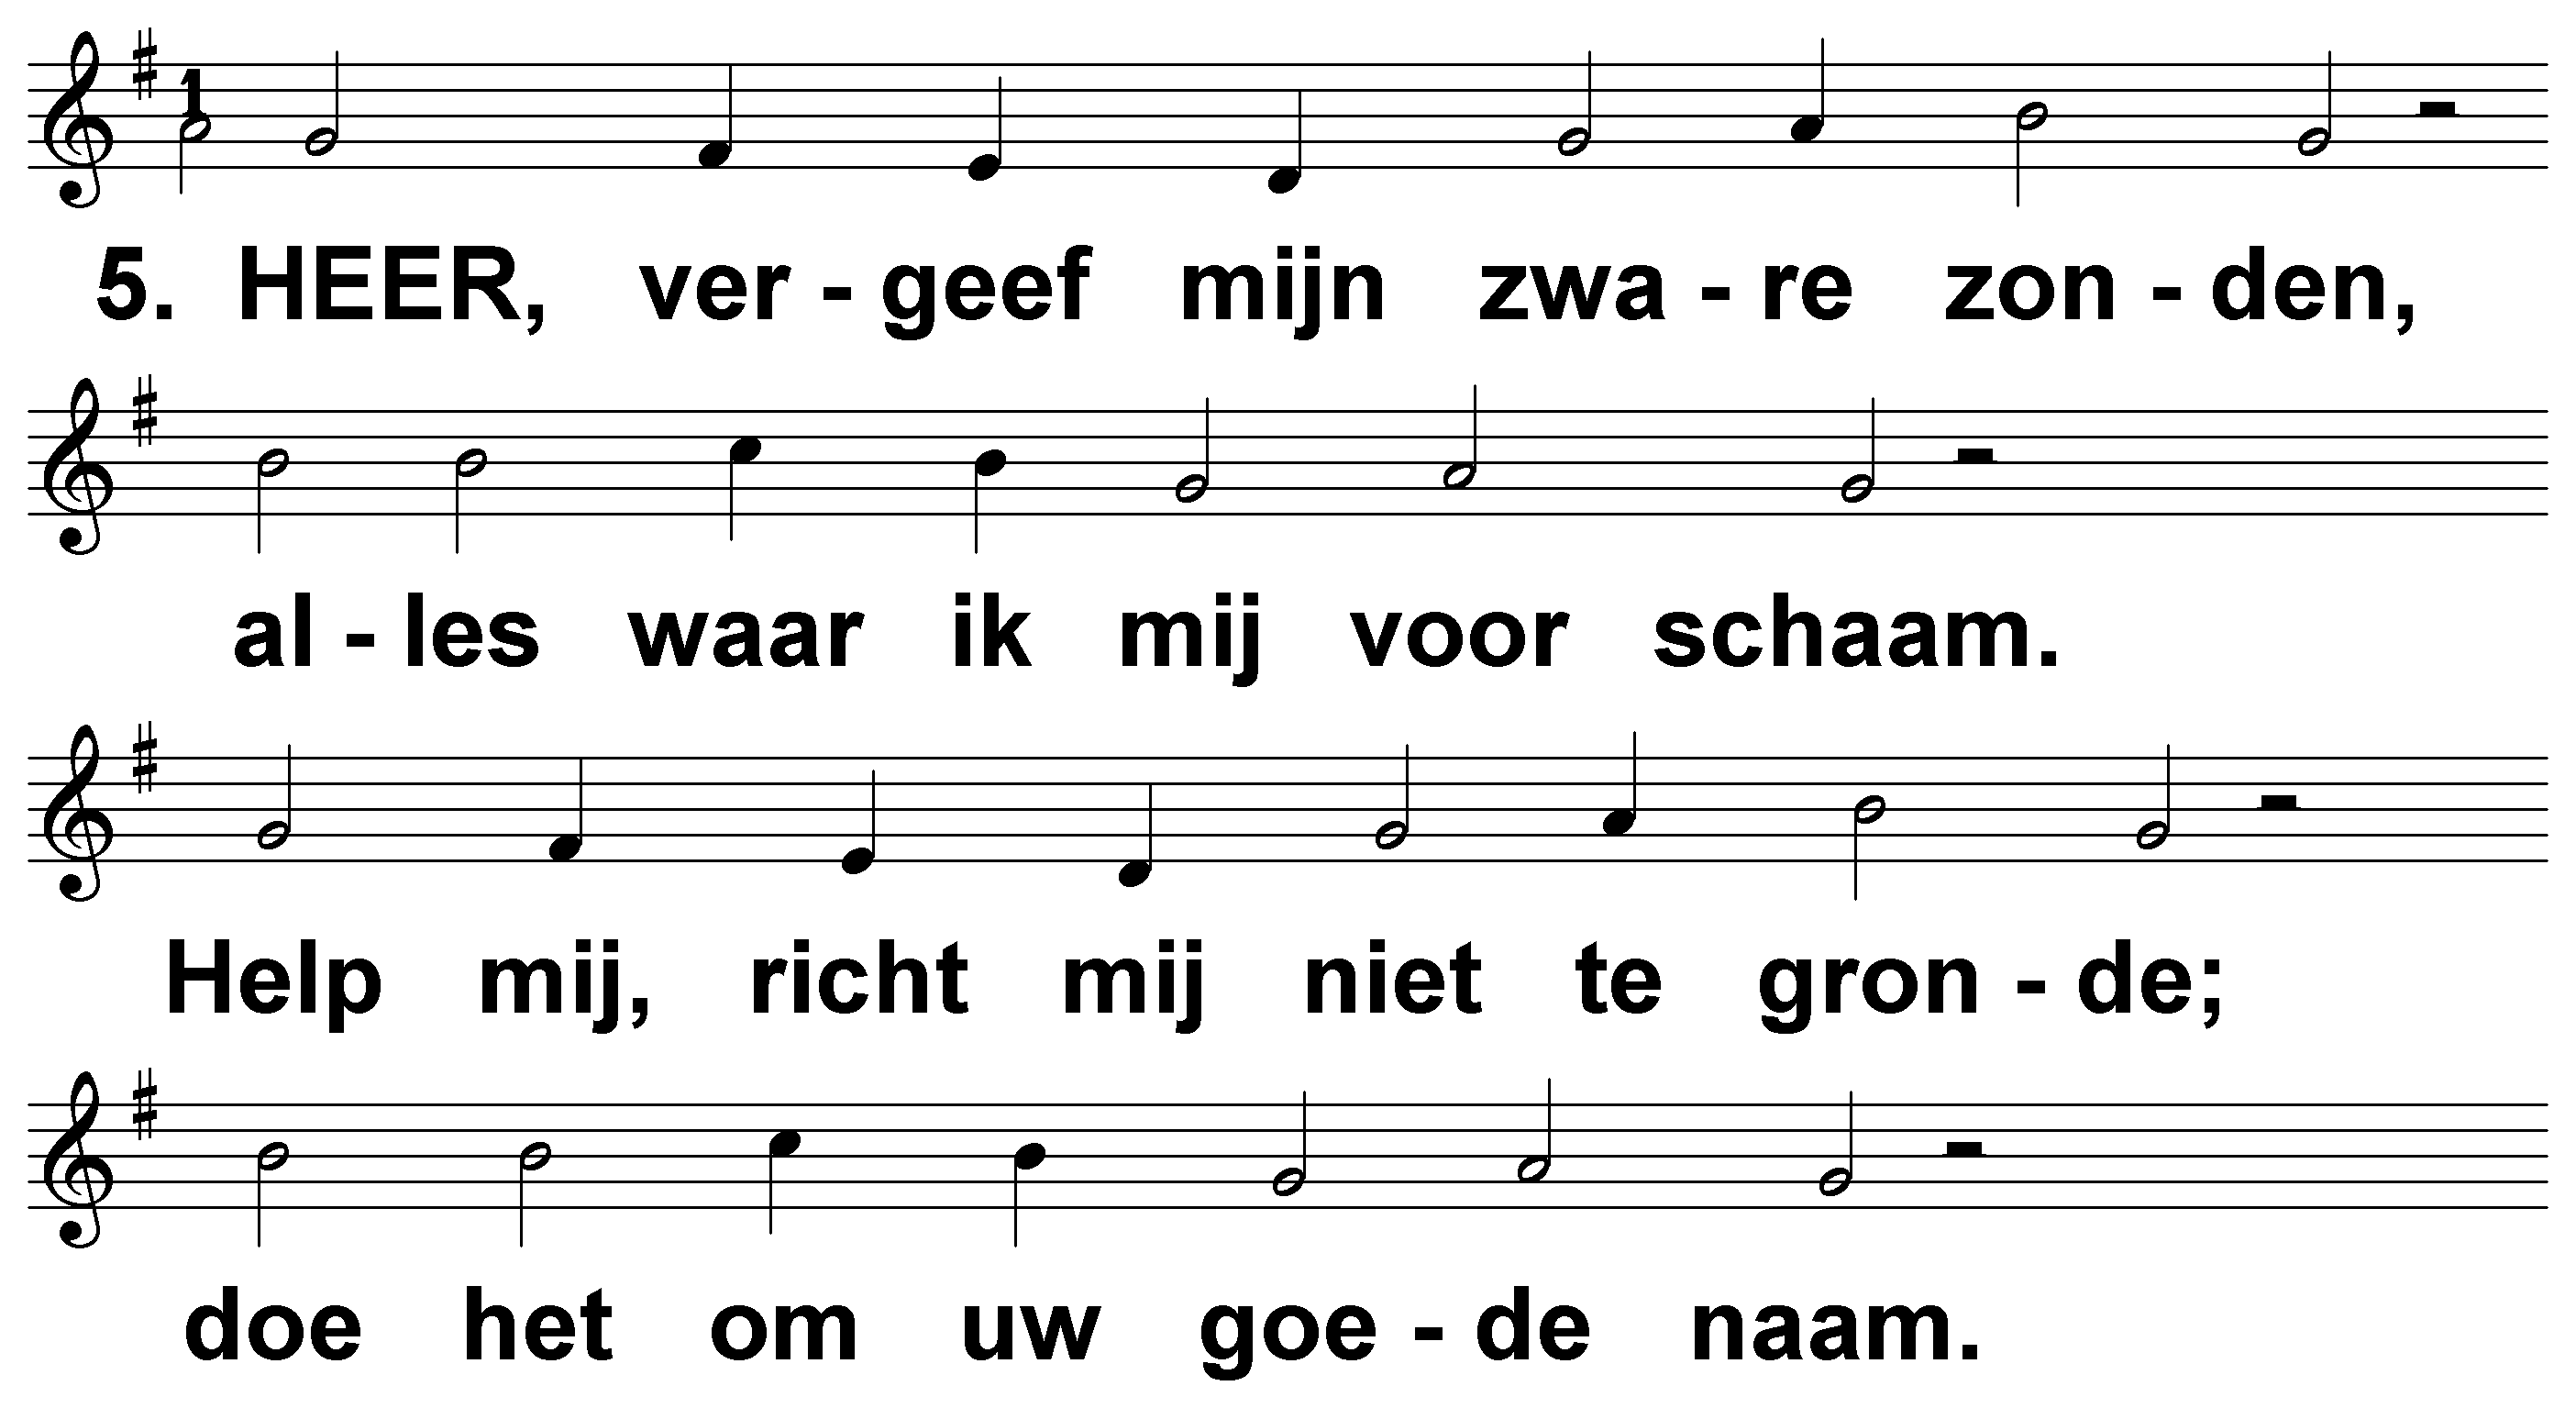 1
5. HEER, ver - geef mijn zwa - re zon - den,
al - les waar ik mij voor schaam.
Help mij, richt mij niet te gron - de;
doe het om uw goe - de naam.